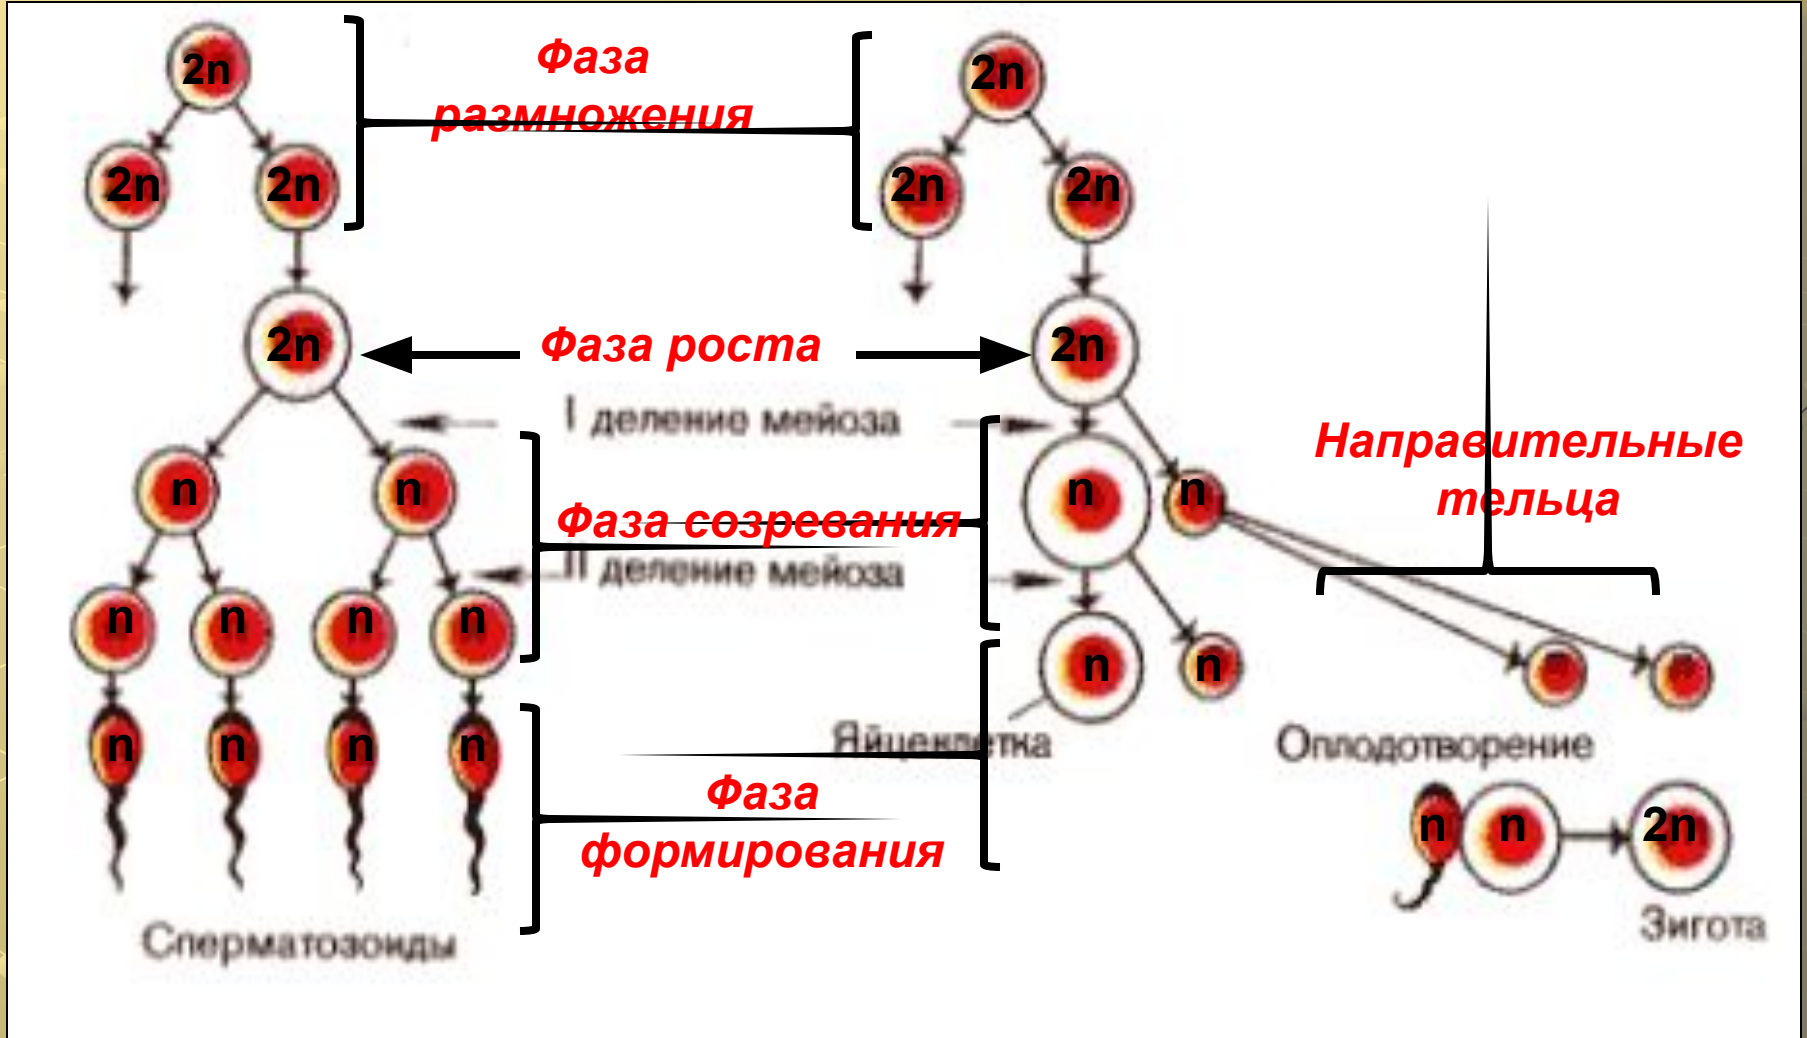 2n
2n
2n
2n
n
n
n
n
n
n
n
n
n
n
Сперматозоиды
Фаза
размножения
Фаза роста
I деление мейоза
Фаза созревания
II деление мейоза
Фаза
формирования
2n
2n
2n
2n
n
n
n
n
Яйцеклетка
Направительные
тельца
Оплодотворение
n
n
2n
Зигота